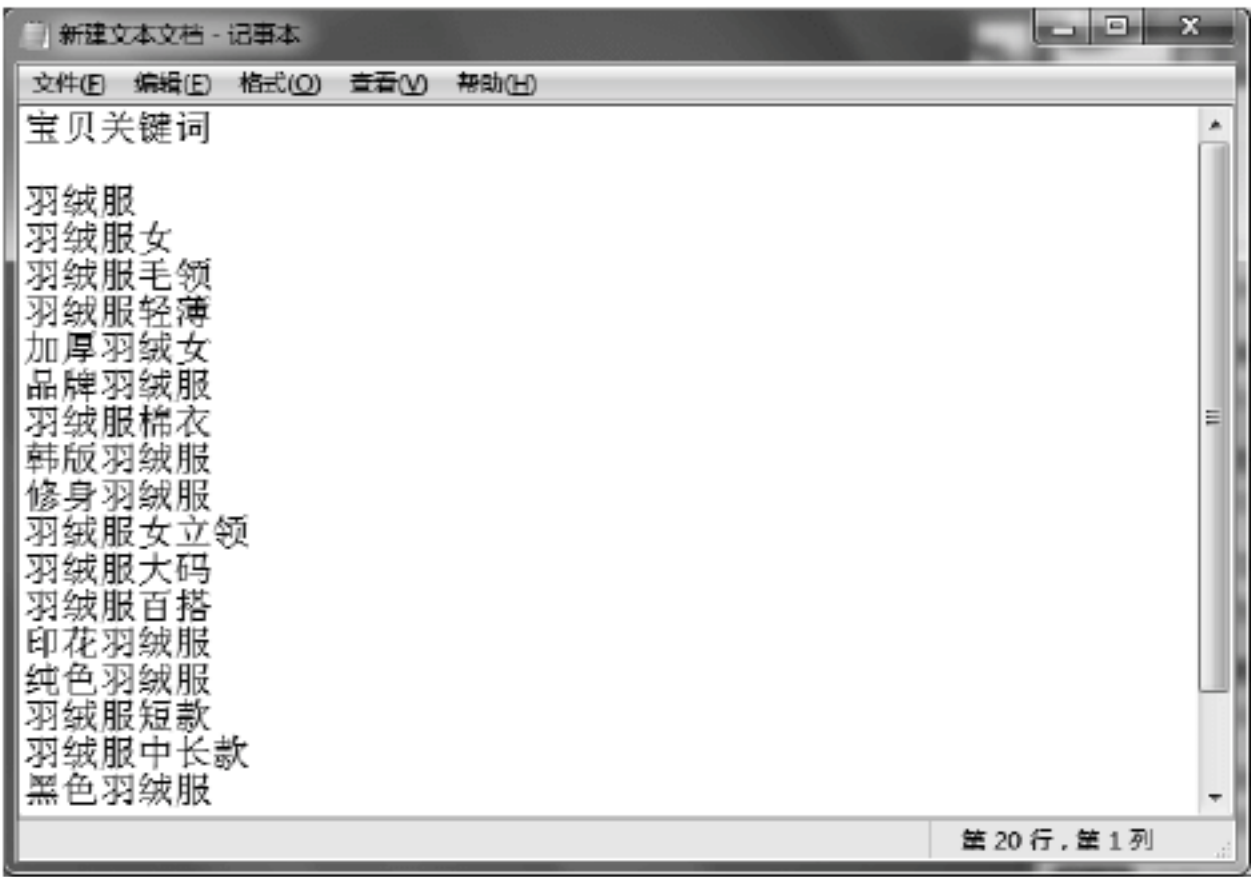 新建文本文档 - 记事本
文件(F) 编辑(E) 格式(O) 查看(V) 帮助(H)
宝贝关键词
羽绒服
羽绒服女
羽绒服毛领
羽绒服轻薄
加厚羽绒女
品牌羽绒服
羽绒服棉衣
韩版羽绒服
修身羽绒服
羽绒服女立领
羽绒服大码
羽绒服百搭
印花羽绒服
纯色羽绒服
羽绒服短款
羽绒服中长款
黑色羽绒服
第 20 行，第 1 列